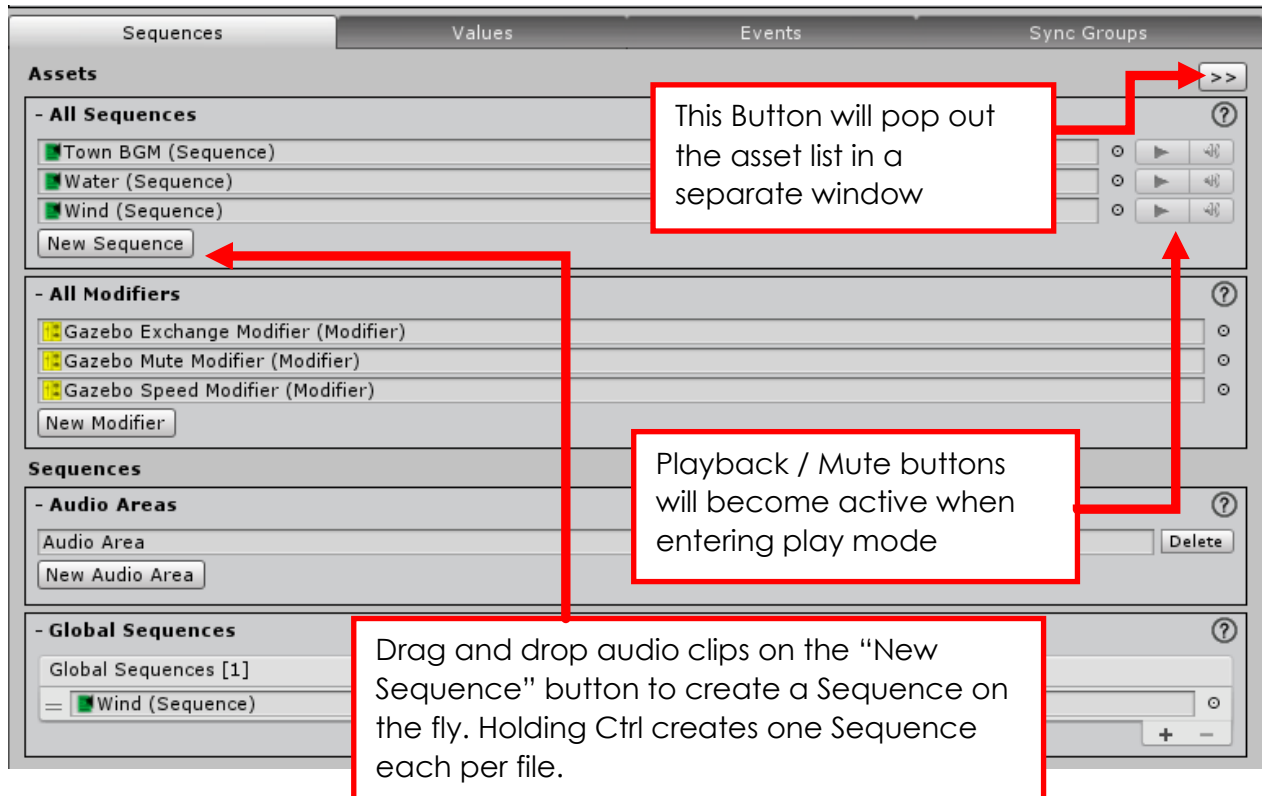 Sequences
Values
Events
Sync Groups
Assets
>>
- All Sequences
?
Town BGM (Sequence)
Water (Sequence)
Wind (Sequence)
New Sequence
This Button will pop out
the asset list in a
separate window
- All Modifiers
?
Gazebo Exchange Modifier (Modifier)
Gazebo Mute Modifier (Modifier)
Gazebo Speed Modifier (Modifier)
New Modifier
Playback / Mute buttons
will become active when
entering play mode
Sequences
- Audio Areas
?
Audio Area
Delete
New Audio Area
- Global Sequences
?
Global Sequences [1]
Wind (Sequence)
+ -
Drag and drop audio clips on the “New
Sequence” button to create a Sequence on
the fly. Holding Ctrl creates one Sequence
each per file.